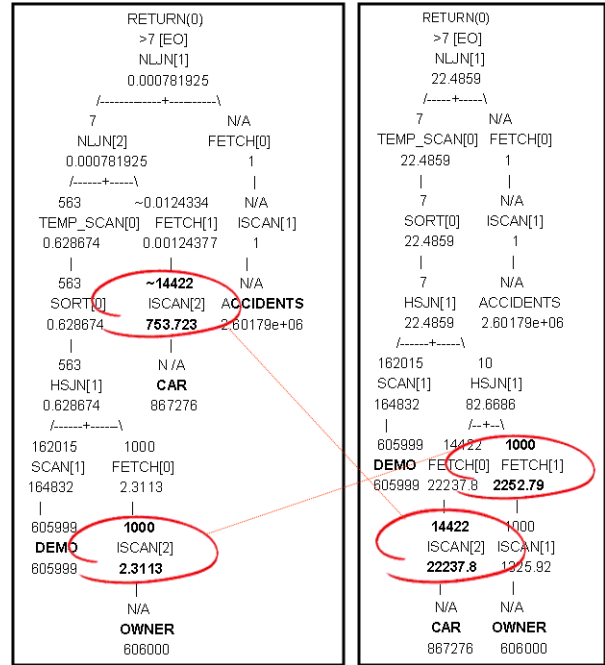 RETURN(0)
>7 [EO]
NLJN[1]
0.000781925
/-------------+----------\
7 N/A
NLJN[2] FETCH[0]
0.000781925 1
/------+-----\ |
563 ~0.0124334 N/A
TEMP_SCAN[0] FETCH[1] ISCAN[1]
0.628674 0.00124377 1
| | |
563 ~14422 N/A
SORT[0] ISCAN[2] ACCIDENTS
0.628674 753.723 2.60179e+06
| |
563 N /A
HSJN[1] CAR
0.628674 867276
/------+------\
162015 1000
SCAN[1] FETCH[0]
164832 2.3113
| |
605999 1000
DEMO ISCAN[2]
605999 2.3113
|
N/A
OWNER
606000
RETURN(0)
>7 [EO]
NLJN[1]
22.4859
/-----+-----\
7 N/A
TEMP_SCAN[0] FETCH[0]
22.4859 1
| |
7 N/A
SORT[0] ISCAN[1]
22.4859 1
| |
7 N/A
HSJN[1] ACCIDENTS
22.4859 2.60179e+06
/------+-----\
162015 10
SCAN[1] HSJN[1]
164832 82.6686
| /--+--\
605999 14422 1000
DEMO FETCH[0] FETCH[1]
605999 22237.8 2252.79
| |
14422 1000
ISCAN[2] ISCAN[1]
22237.8 1325.92
| |
N/A N/A
CAR OWNER
867276 606000